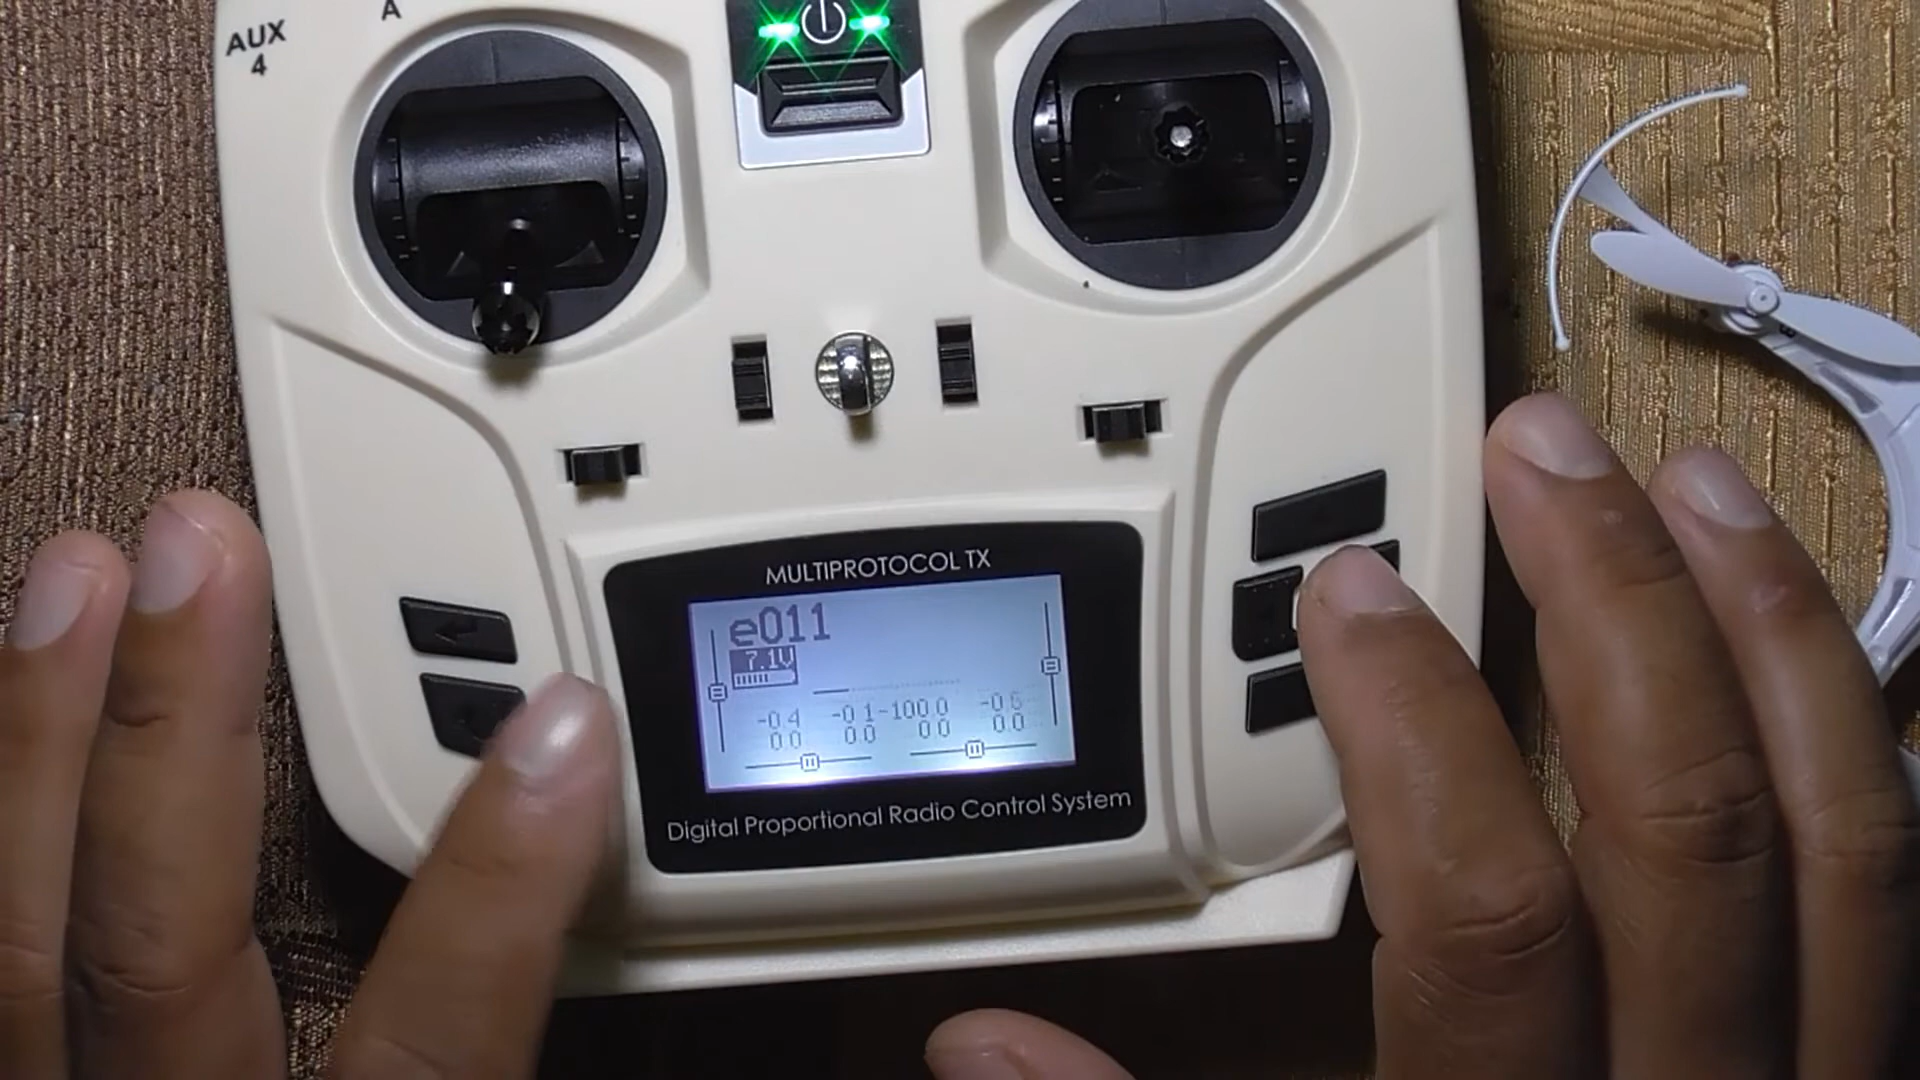 A
AUX
4
MULTIPROTOCOL TX
e011
7.1V
-0.4 -0.1 -100.0 -0.6
0.0 0.0 0.0 0.0
Digital Proportional Radio Control System